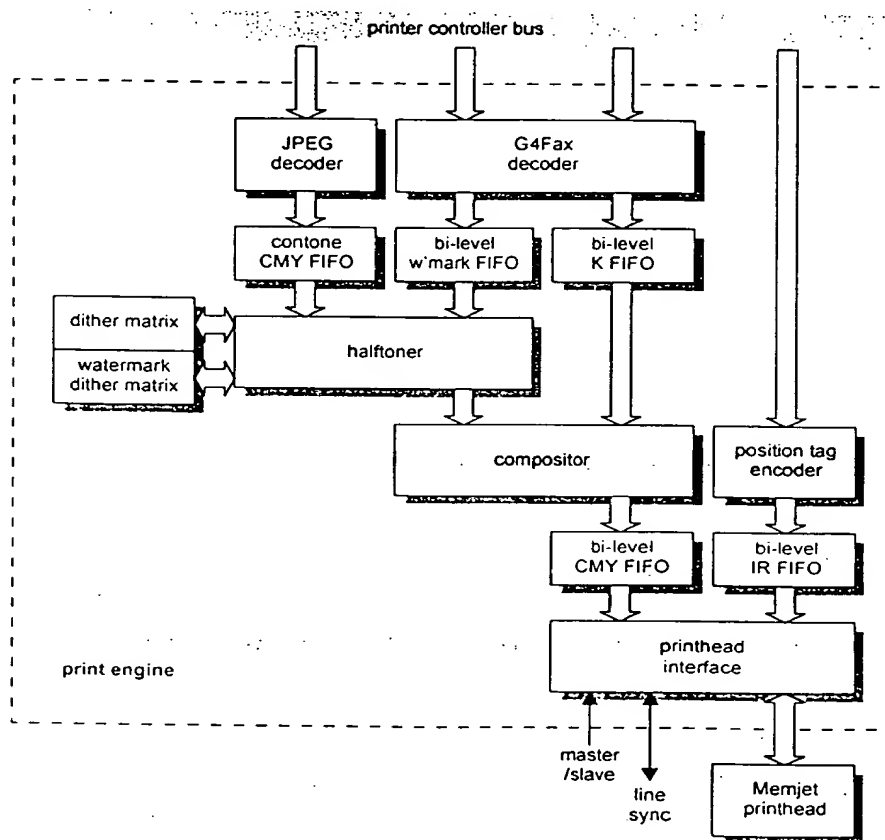 printer controller bus
JPEG
decoder
G4Fax
decoder
contone
CMY FIFO
bi-level
w'mark FIFO
bi-level
K FIFO
dither matrix
watermark
dither matrix
halftoner
compositor
position tag
encoder
bi-level
CMY FIFO
bi-level
IR FIFO
printhead
interface
print engine
master
/slave
line
sync
Memjet
printhead